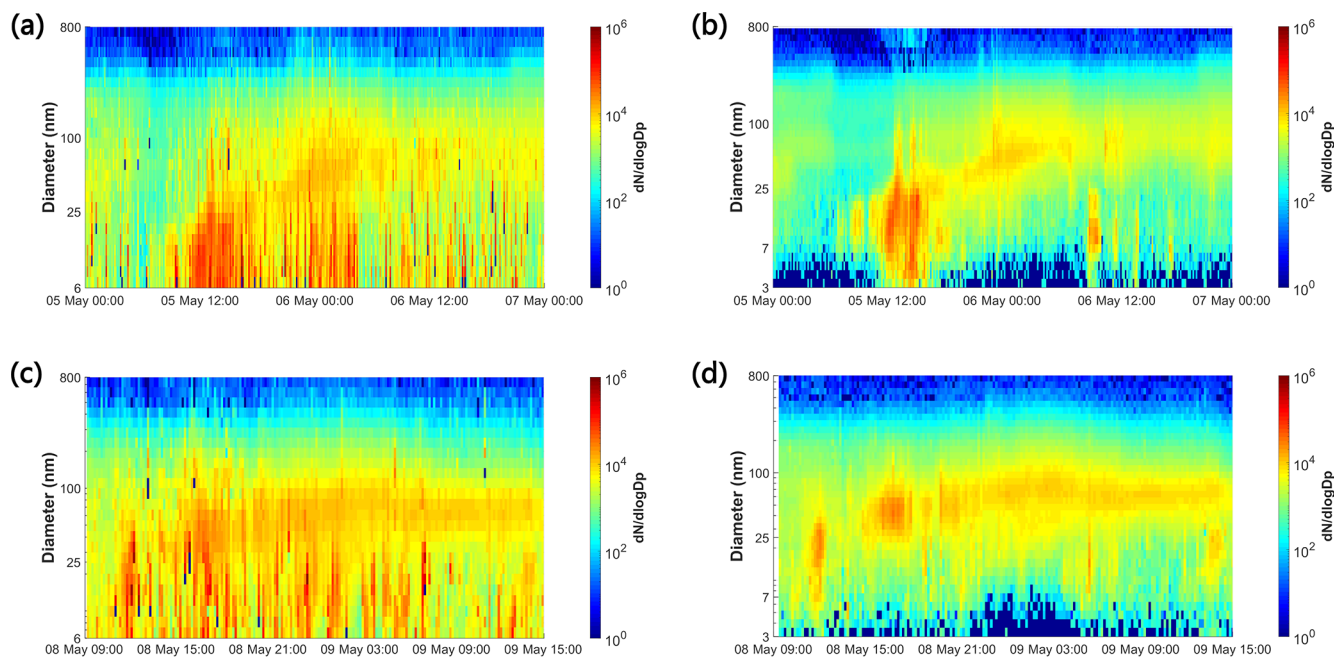 (a)
Diameter (nm)
800
100
25
6
05 May 00:00
05 May 12:00
06 May 00:00
06 May 12:00
07 May 00:00
10^6
10^4
10^2
10^0
dN/dlogDp
(b)
Diameter (nm)
800
100
25
7
3
05 May 00:00
05 May 12:00
06 May 00:00
06 May 12:00
07 May 00:00
10^6
10^4
10^2
10^0
dN/dlogDp
(c)
Diameter (nm)
800
100
25
6
08 May 09:00
08 May 15:00
08 May 21:00
09 May 03:00
09 May 09:00
09 May 15:00
10^6
10^4
10^2
10^0
dN/dlogDp
(d)
Diameter (nm)
800
100
25
7
3
08 May 09:00
08 May 15:00
08 May 21:00
09 May 03:00
09 May 09:00
09 May 15:00
10^6
10^4
10^2
10^0
dN/dlogDp